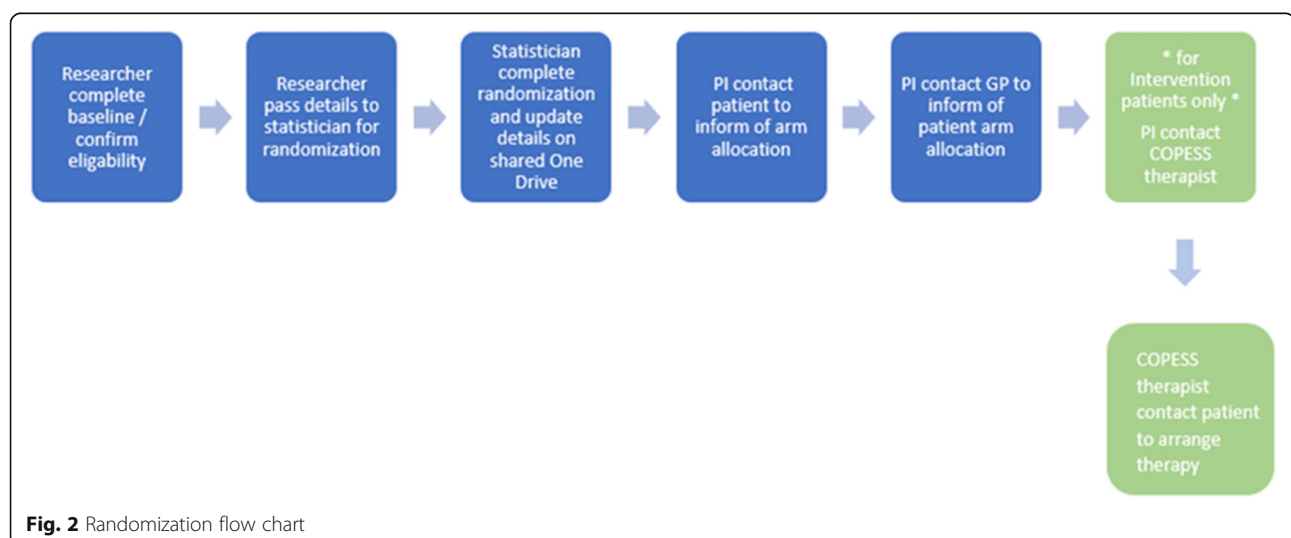 Researcher
complete
baseline /
confirm
eligability
Researcher
pass details to
statistician for
randomization
Statistician
complete
randomization
and update
details on
shared One
Drive
PI contact
patient to
inform of arm
allocation
PI contact GP to
inform of
patient arm
allocation
* for
Intervention
patients only *
PI contact
COPESS
therapist
COPESS
therapist
contact patient
to arrange
therapy
Fig. 2 Randomization flow chart